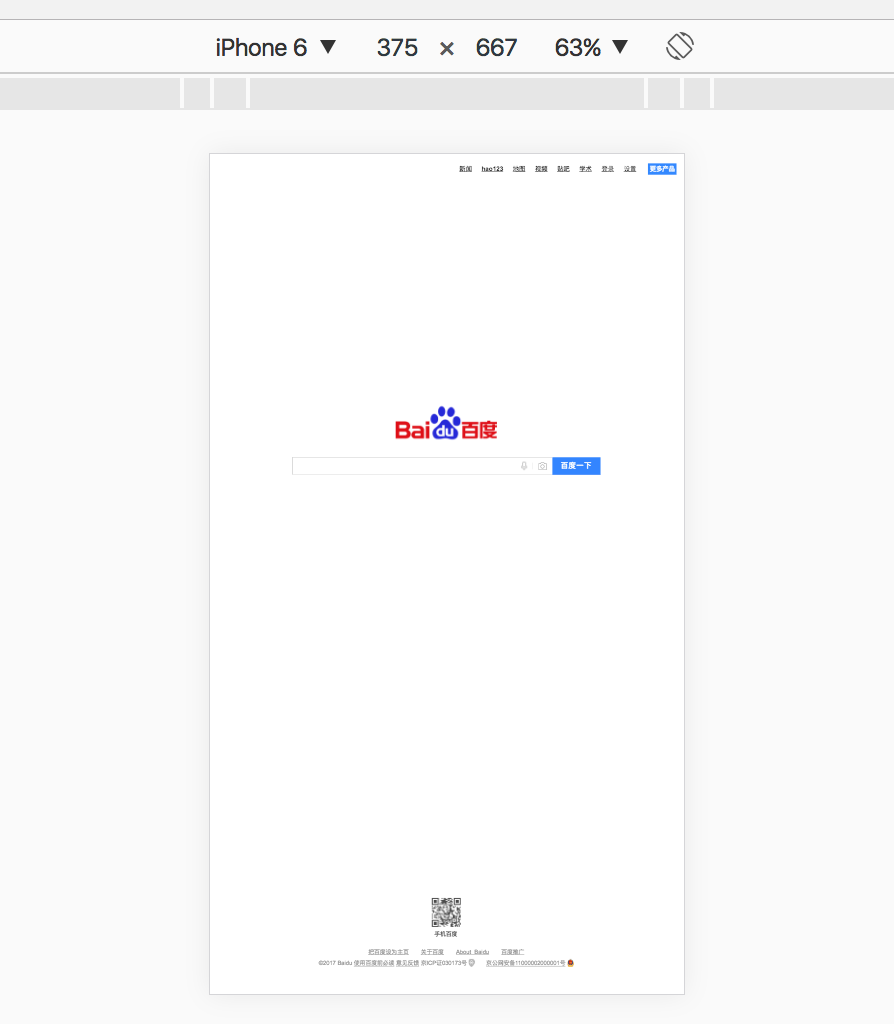 iPhone 6 ▼ 375 × 667 63% ▼
新闻 hao123 地图 视频 贴吧 学术 登录 设置 更多产品
Bai du 百度
百度一下
手机百度
把百度设为主页 关于百度 About Baidu 百度推广
©2017 Baidu 使用百度前必读 意见反馈 京ICP证030173号 京公网安备11000002000001号